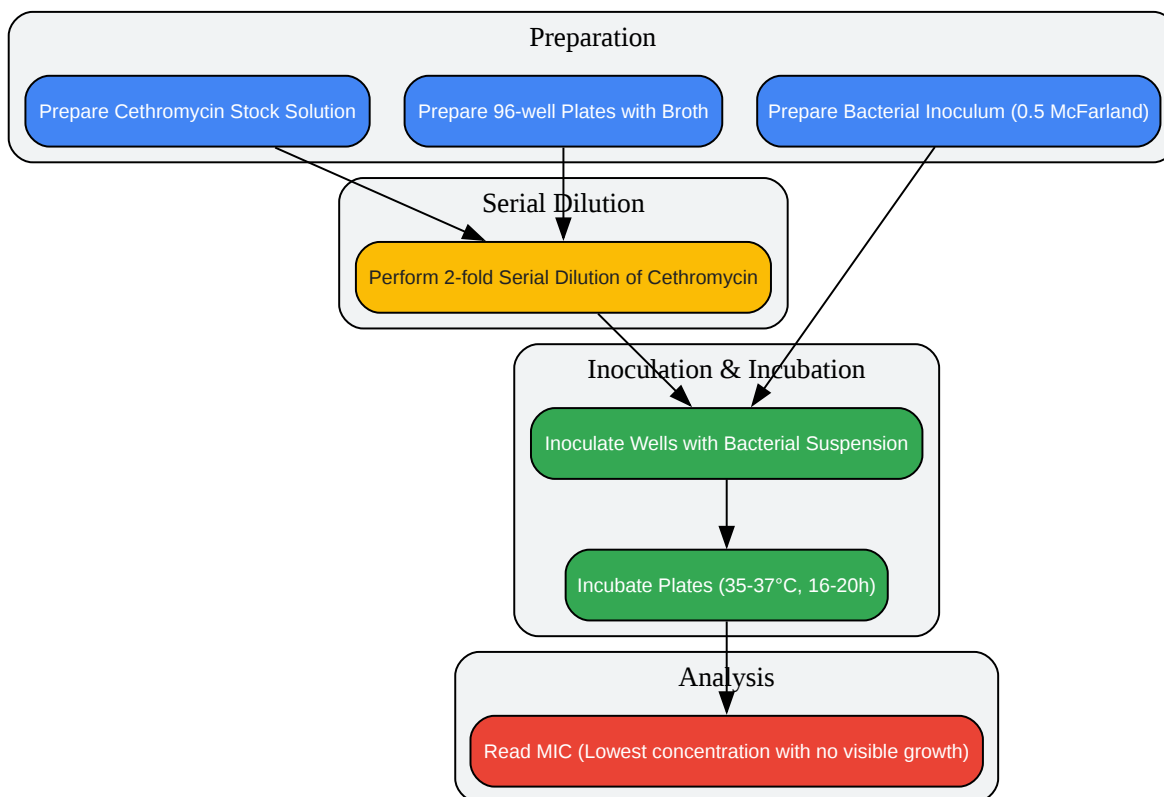 Preparation
Prepare Cethromycin Stock Solution
Prepare 96-well Plates with Broth
Prepare Bacterial Inoculum (0.5 McFarland)
Serial Dilution
Perform 2-fold Serial Dilution of Cethromycin
Inoculation & Incubation
Inoculate Wells with Bacterial Suspension
Incubate Plates (35-37°C, 16-20h)
Analysis
Read MIC (Lowest concentration with no visible growth)